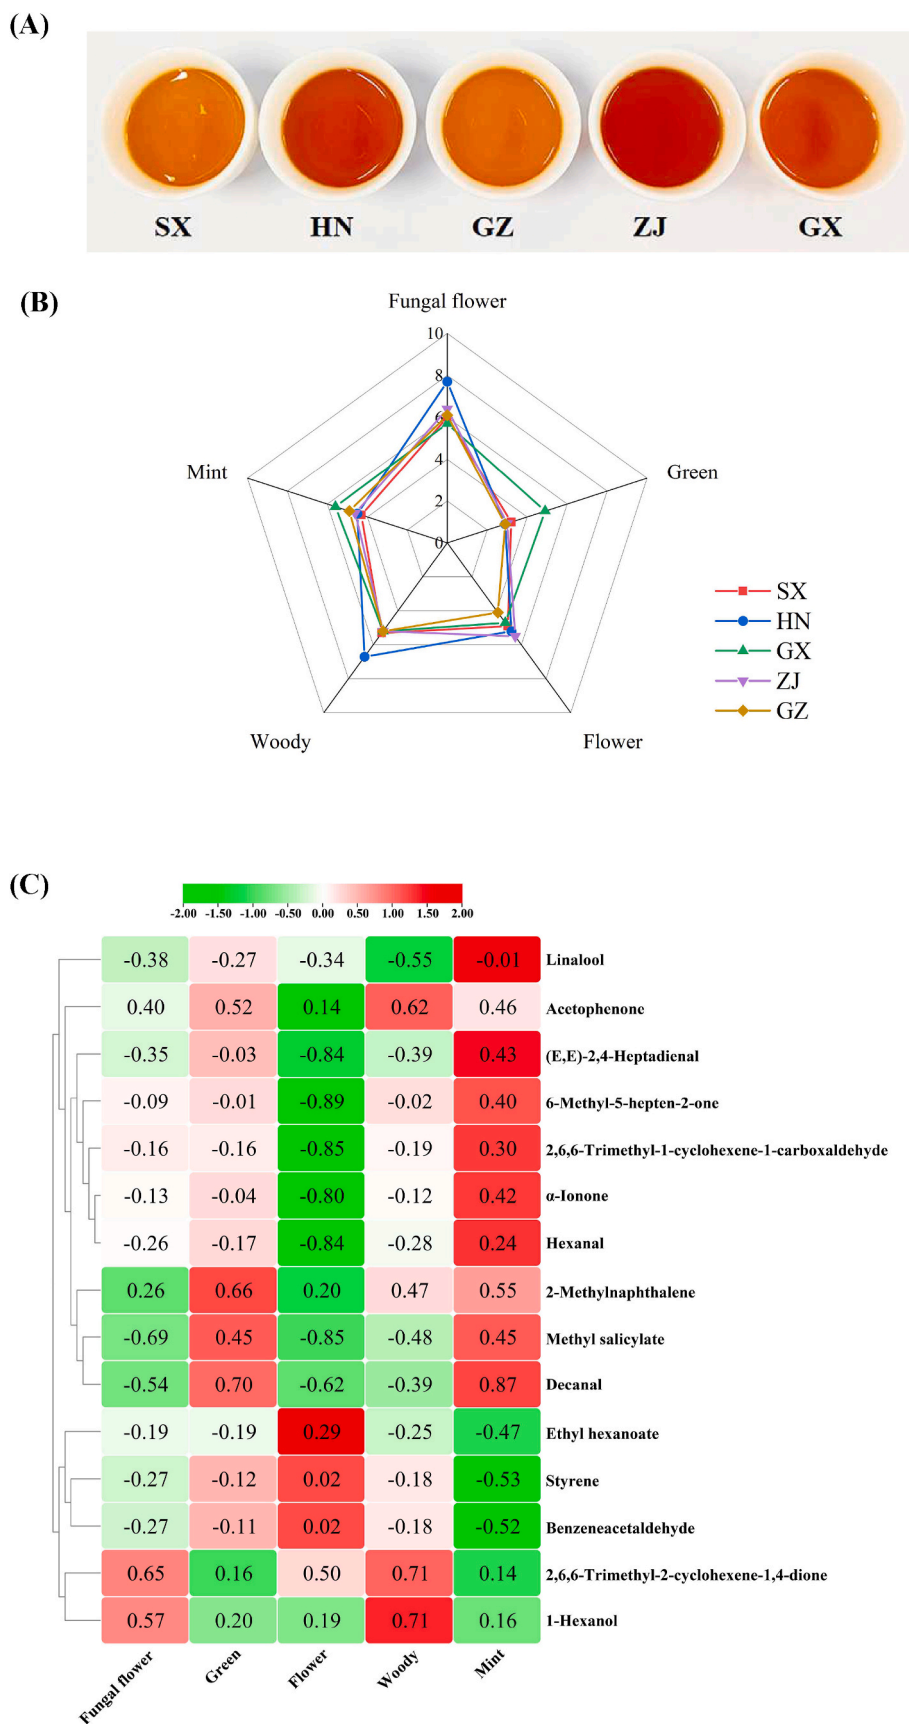 (A)
SX HN GZ ZJ GX
(B)
Fungal flower
10
8
6
Mint
Green
4
2
0
SX
HN
GX
ZJ
GZ
Woody
Flower
(C)
-2.00 -1.50 -1.00 -0.50 0.00 0.50 1.00 1.50 2.00
-0.38 -0.27 -0.34 -0.55 -0.01 Linalool
0.40 0.52 0.14 0.62 0.46 Acetophenone
-0.35 -0.03 -0.84 -0.39 0.43 (E,E)-2,4-Heptadienal
-0.09 -0.01 -0.89 -0.02 0.40 6-Methyl-5-hepten-2-one
-0.16 -0.16 -0.85 -0.19 0.30 2,6,6-Trimethyl-1-cyclohexene-1-carboxaldehyde
-0.13 -0.04 -0.80 -0.12 0.42 α-Ionone
-0.26 -0.17 -0.84 -0.28 0.24 Hexanal
0.26 0.66 0.20 0.47 0.55 2-Methylnaphthalene
-0.69 0.45 -0.85 -0.48 0.45 Methyl salicylate
-0.54 0.70 -0.62 -0.39 0.87 Decanal
-0.19 -0.19 0.29 -0.25 -0.47 Ethyl hexanoate
-0.27 -0.12 0.02 -0.18 -0.53 Styrene
-0.27 -0.11 0.02 -0.18 -0.52 Benzeneacetaldehyde
0.65 0.16 0.50 0.71 0.14 2,6,6-Trimethyl-2-cyclohexene-1,4-dione
0.57 0.20 0.19 0.71 0.16 1-Hexanol
Fungal flower Green Flower Woody Mint